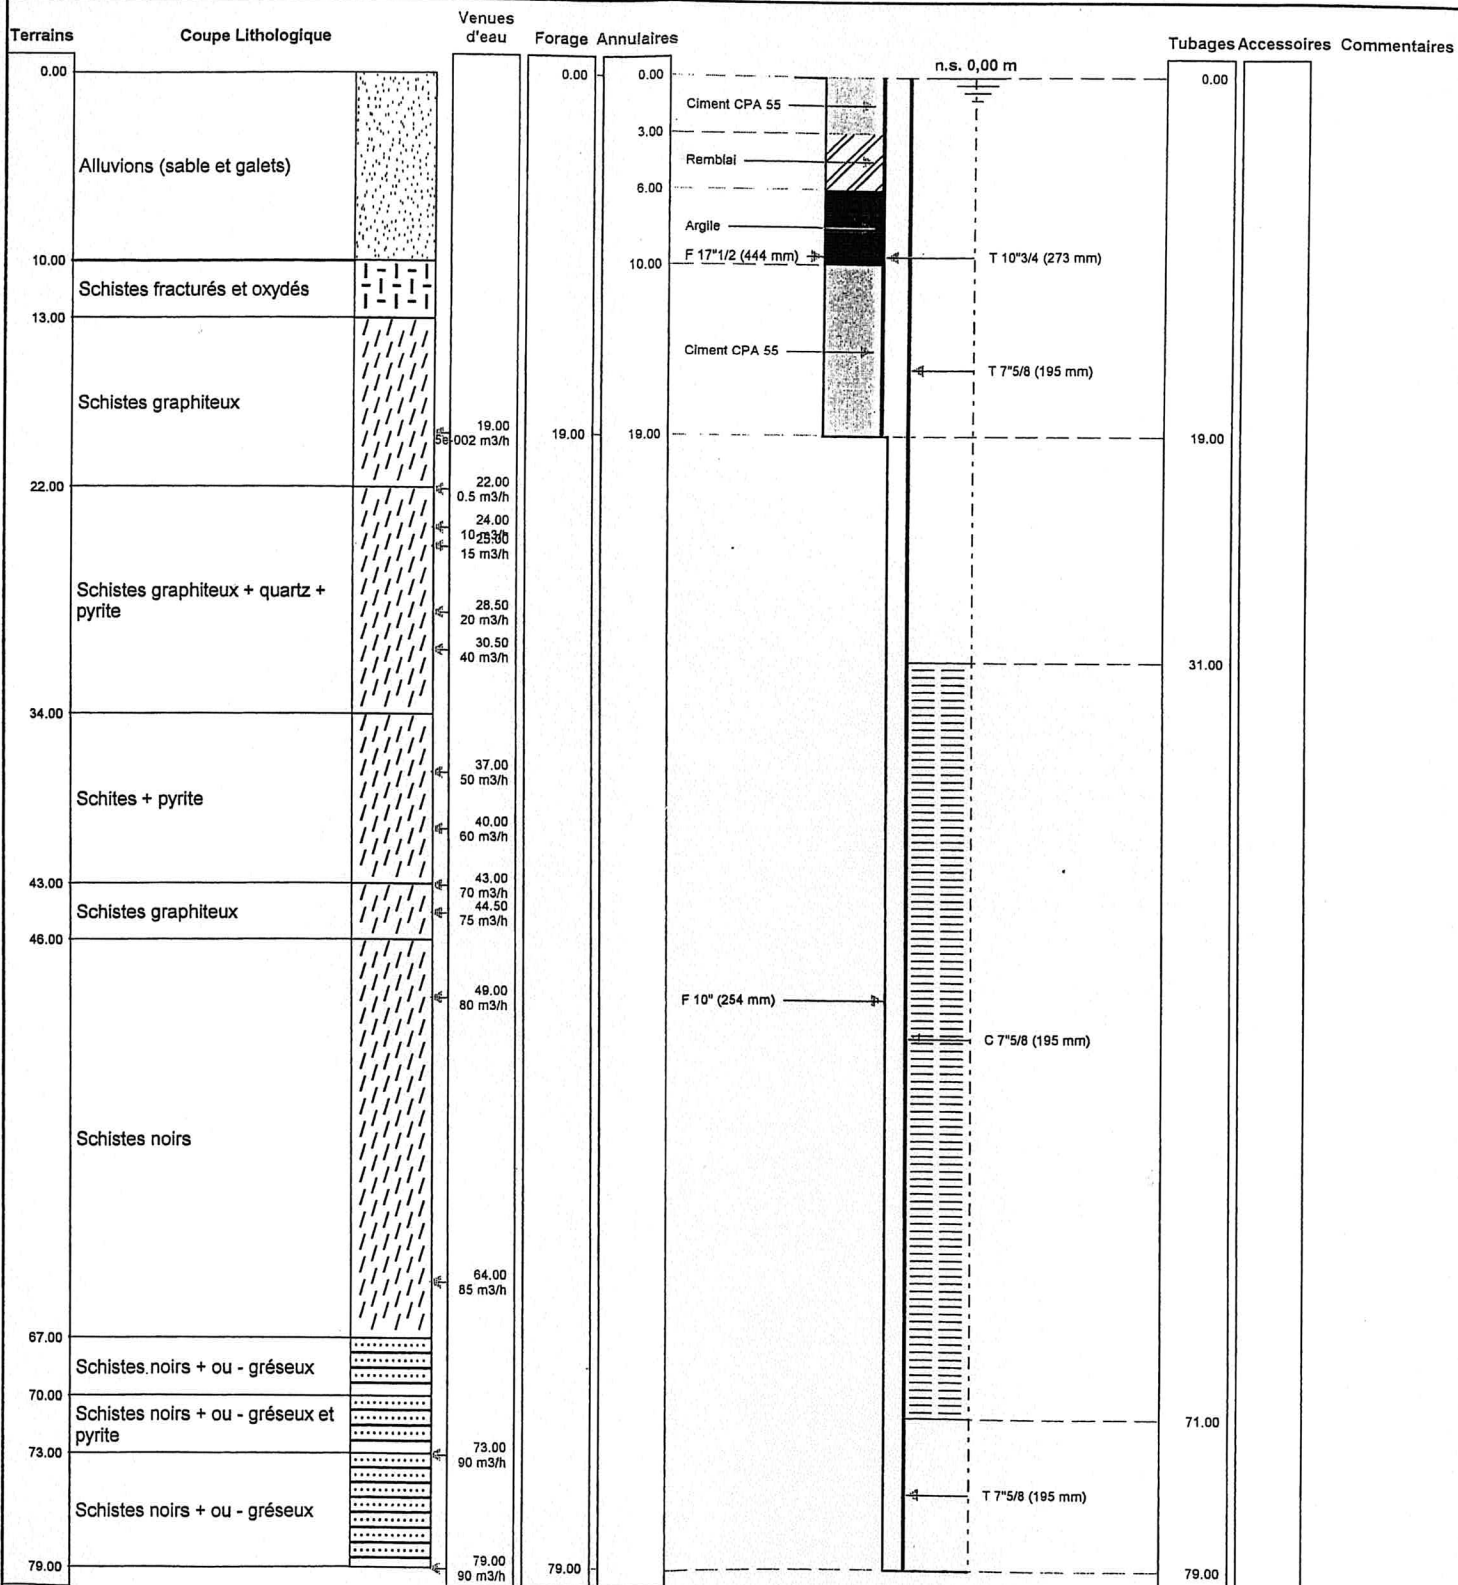 Terrains
Coupe Lithologique
Venues
d'eau
Forage
Annulaires
Tubages
Accessoires
Commentaires
0.00
Alluvions (sable et galets)
10.00
Schistes fracturés et oxydés
13.00
Schistes graphiteux
22.00
Schistes graphiteux + quartz +
pyrite
34.00
Schites + pyrite
43.00
Schistes graphiteux
46.00
Schistes noirs
67.00
Schistes noirs + ou - gréseux
70.00
Schistes noirs + ou - gréseux et
pyrite
73.00
Schistes noirs + ou - gréseux
79.00
19.00
5e-002 m3/h
22.00
0.5 m3/h
24.00
10 m3/h
25.00
15 m3/h
28.50
20 m3/h
30.50
40 m3/h
37.00
50 m3/h
40.00
60 m3/h
43.00
70 m3/h
44.50
75 m3/h
49.00
80 m3/h
64.00
85 m3/h
73.00
90 m3/h
79.00
90 m3/h
0.00
19.00
79.00
0.00
3.00
6.00
10.00
19.00
n.s. 0,00 m
Ciment CPA 55
Remblai
Argile
F 17"1/2 (444 mm)
T 10"3/4 (273 mm)
Ciment CPA 55
T 7"5/8 (195 mm)
F 10" (254 mm)
C 7"5/8 (195 mm)
T 7"5/8 (195 mm)
0.00
19.00
31.00
71.00
79.00